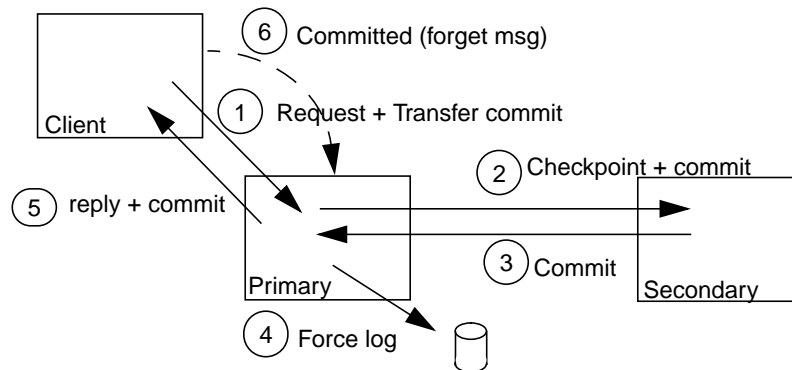 6 Committed (forget msg)
Client
1 Request + Transfer commit
2 Checkpoint + commit
5 reply + commit
3 Commit
Primary
Secondary
4 Force log